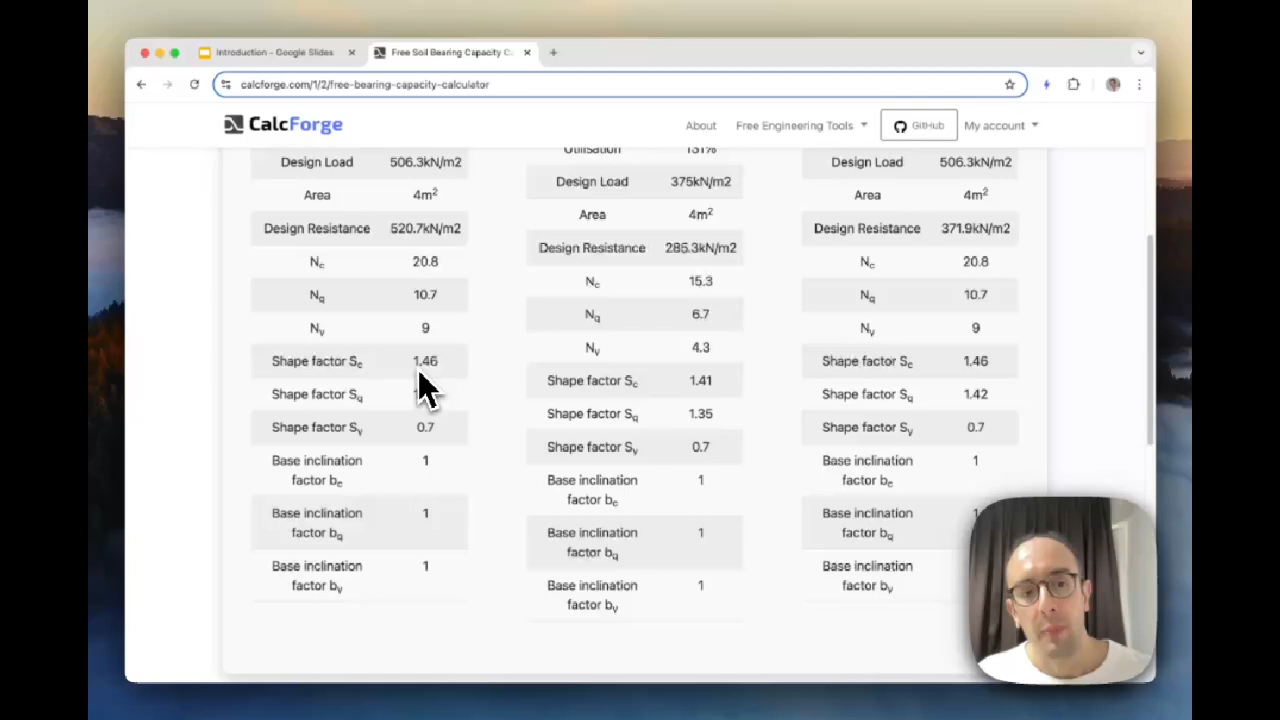 Introduction - Google Slides
Free Soil Bearing Capacity C
calcforge.com/1/2/free-bearing-capacity-calculator
CalcForge
About
Free Engineering Tools
GitHub
My account
Design Load 506.3kN/m2
Area 4m²
Design Resistance 520.7kN/m2
Nc 20.8
Nq 10.7
Nγ 9
Shape factor Sc 1.46
Shape factor Sq
Shape factor Sγ 0.7
Base inclination
factor bc 1
Base inclination
factor bq 1
Base inclination
factor bγ 1
Utilisation 131%
Design Load 375kN/m2
Area 4m²
Design Resistance 285.3kN/m2
Nc 15.3
Nq 6.7
Nγ 4.3
Shape factor Sc 1.41
Shape factor Sq 1.35
Shape factor Sγ 0.7
Base inclination
factor bc 1
Base inclination
factor bq 1
Base inclination
factor bγ 1
Design Load 506.3kN/m2
Area 4m²
Design Resistance 371.9kN/m2
Nc 20.8
Nq 10.7
Nγ 9
Shape factor Sc 1.46
Shape factor Sq 1.42
Shape factor Sγ 0.7
Base inclination
factor bc 1
Base inclination
factor bq 1
Base inclination
factor bγ